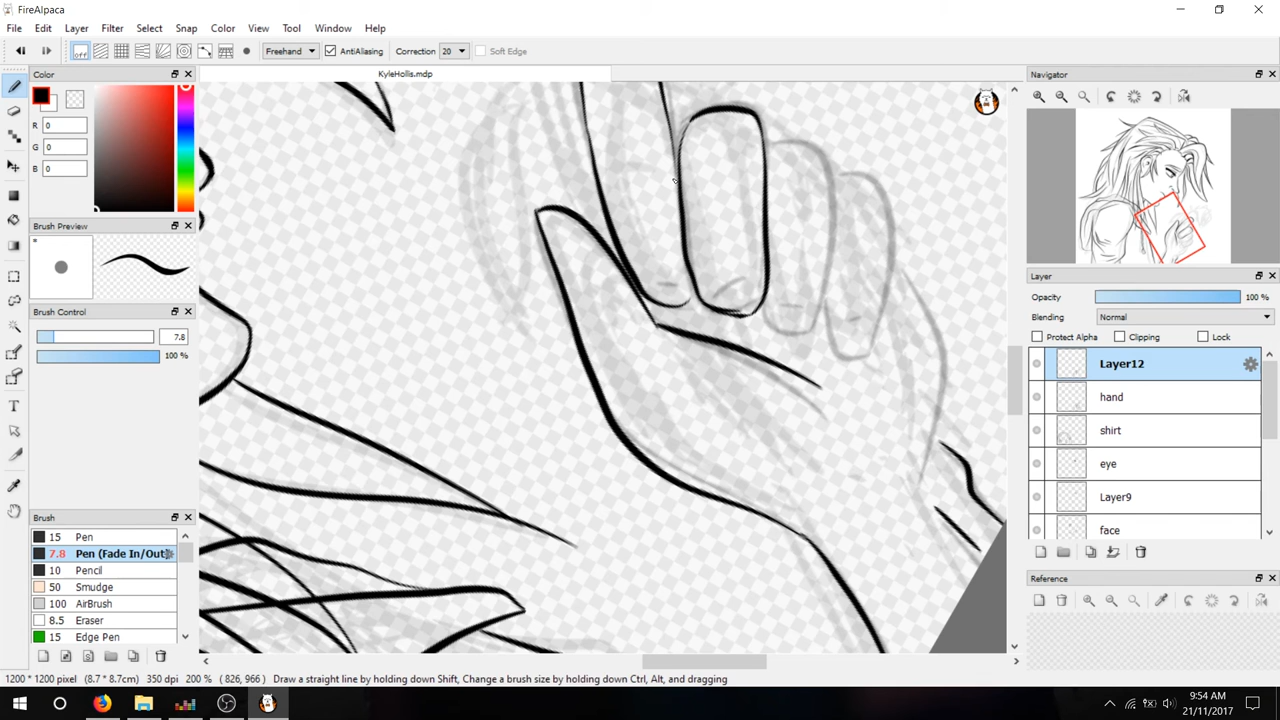 FireAlpaca
File Edit Layer Filter Select Snap Color View Tool Window Help
off Freehand AntiAliasing Correction 20 Soft Edge
Color
R 0
G 0
B 0
Brush Preview
Brush Control
7.8
100 %
Brush
15 Pen
7.8 Pen (Fade In/Out
10 Pencil
50 Smudge
100 AirBrush
8.5 Eraser
15 Edge Pen
KyleHollis.mdp
Navigator
Layer
Opacity 100 %
Blending Normal
Protect Alpha Clipping Lock
Layer12
hand
shirt
eye
Layer9
face
Reference
1200 * 1200 pixel (8.7 * 8.7cm) 350 dpi 200 % ( 826, 966 ) Draw a straight line by holding down Shift, Change a brush size by holding down Ctrl, Alt, and dragging
9:54 AM
21/11/2017